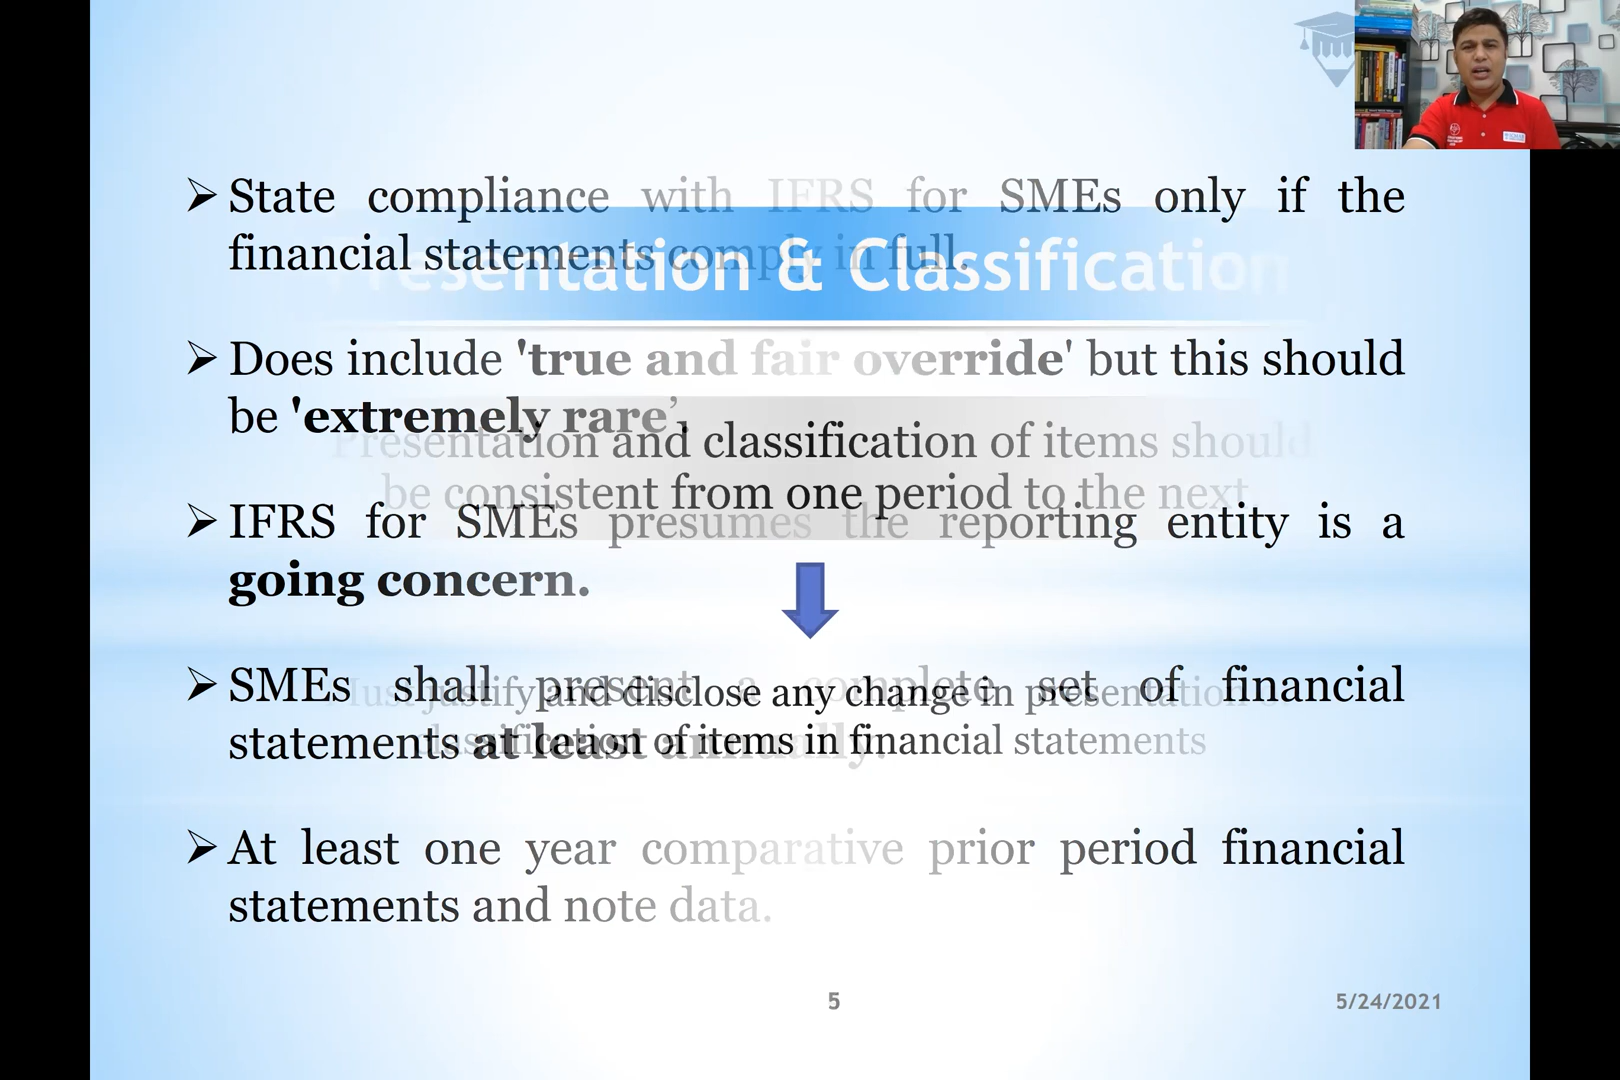 State compliance with IFRS for SMEs only if the
financial statements comply in full.
Presentation & Classification
Does include 'true and fair override' but this should
be 'extremely rare’.
Presentation and classification of items should
be consistent from one period to the next
IFRS for SMEs presumes the reporting entity is a
going concern.
SMEs shall present a complete set of financial
statements at least annually.
Must justify and disclose any change in presentation or
classification of items in financial statements
At least one year comparative prior period financial
statements and note data.
5
5/24/2021